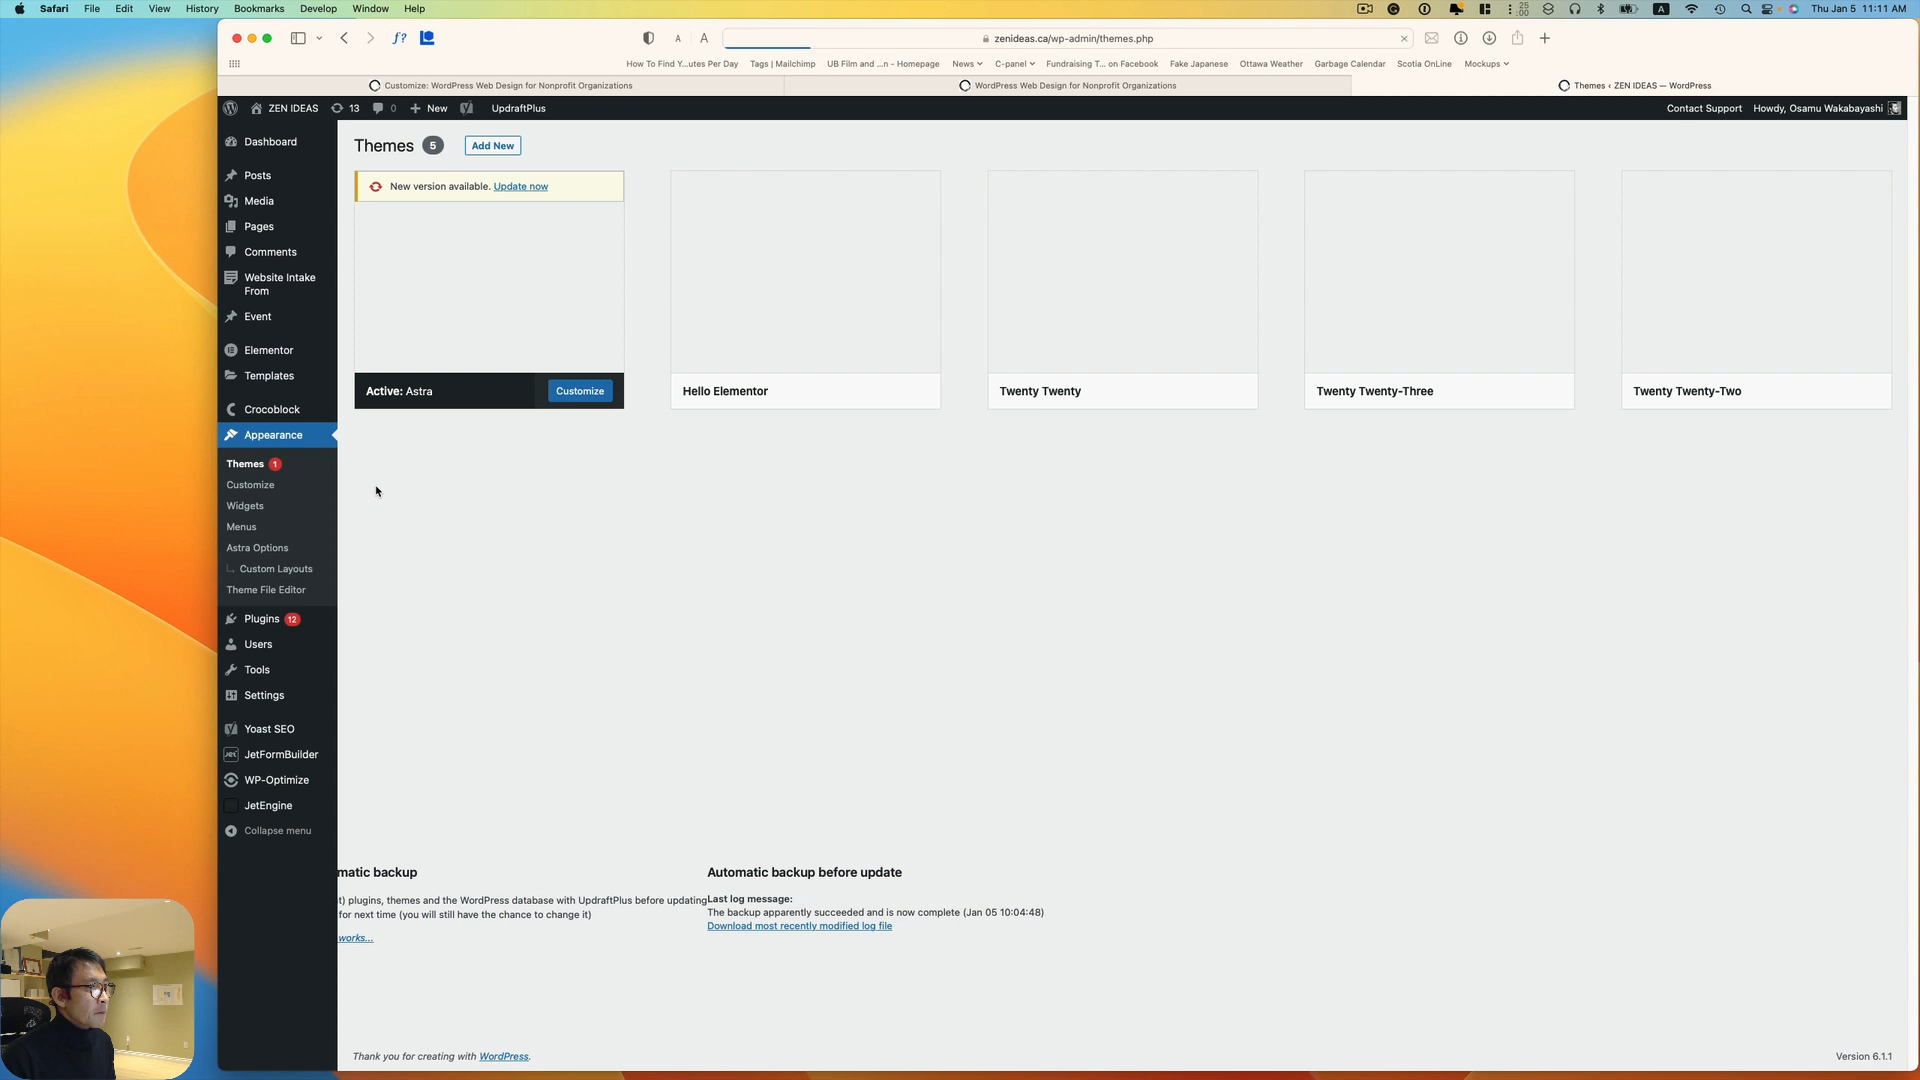 Safari File Edit View History Bookmarks Develop Window Help
25
:00
A
Thu Jan 5 11:11 AM
f?
A A
zenideas.ca/wp-admin/themes.php
How To Find Y...utes Per Day Tags | Mailchimp UB Film and ...n - Homepage News C-panel Fundraising T... on Facebook Fake Japanese Ottawa Weather Garbage Calendar Scotia OnLine Mockups
Customize: WordPress Web Design for Nonprofit Organizations
WordPress Web Design for Nonprofit Organizations
Themes ‹ ZEN IDEAS — WordPress
ZEN IDEAS 13 0 New UpdraftPlus
Contact Support Howdy, Osamu Wakabayashi
Dashboard
Posts
Media
Pages
Comments
Website Intake
From
Event
Elementor
Templates
Crocoblock
Appearance
Themes 1
Customize
Widgets
Menus
Astra Options
Custom Layouts
Theme File Editor
Plugins 12
Users
Tools
Settings
Yoast SEO
JetFormBuilder
WP-Optimize
JetEngine
Collapse menu
Themes 5 Add New
New version available. Update now
Active: Astra Customize
Hello Elementor
Twenty Twenty
Twenty Twenty-Three
Twenty Twenty-Two
matic backup
t) plugins, themes and the WordPress database with UpdraftPlus before updating
for next time (you will still have the chance to change it)
works...
Automatic backup before update
Last log message:
The backup apparently succeeded and is now complete (Jan 05 10:04:48)
Download most recently modified log file
Thank you for creating with WordPress.
Version 6.1.1